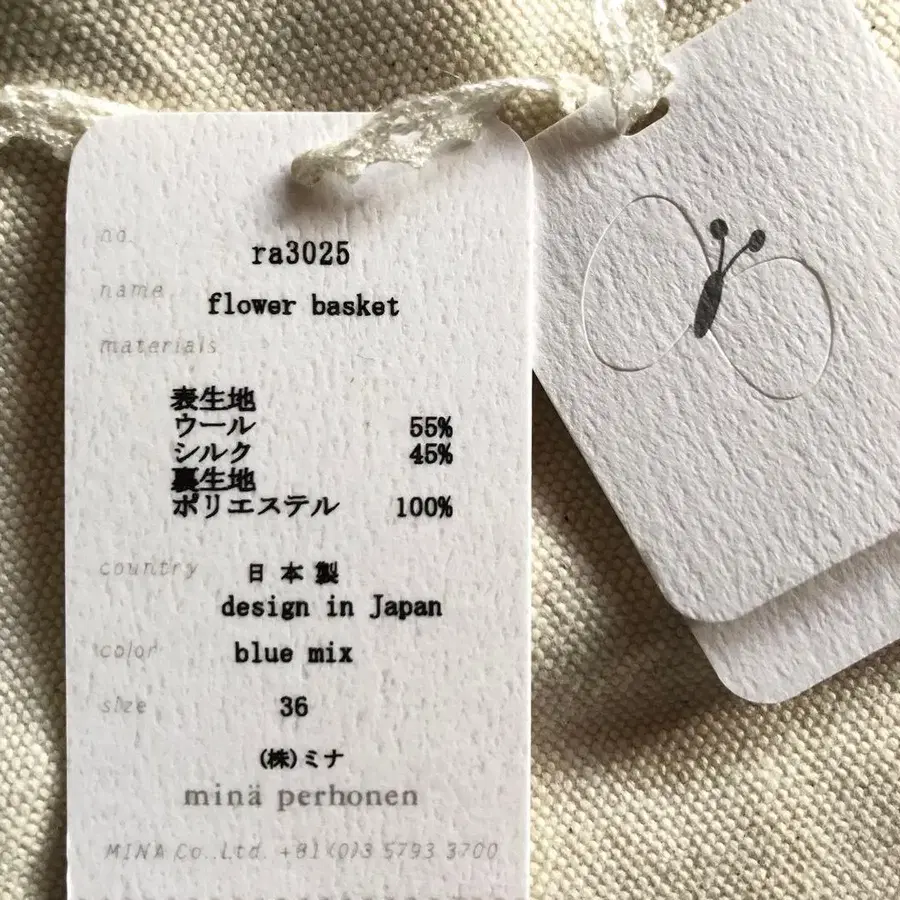 no.
ra3025
name
flower basket
materials
表生地
ウール 55%
シルク 45%
裏生地
ポリエステル 100%
country
日本製
design in Japan
color
blue mix
size
36
(株)ミナ
minä perhonen
MINA Co.,Ltd. +81(0)3 5793 3700